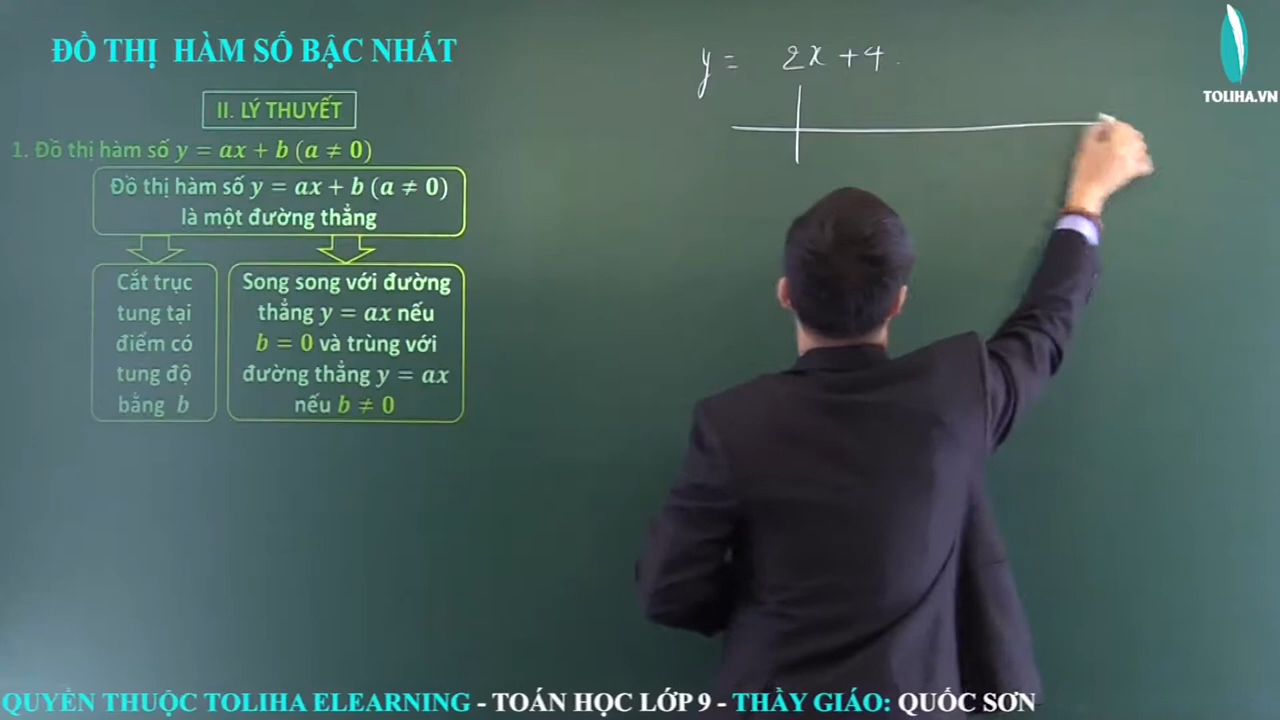 ĐỒ THỊ HÀM SỐ BẬC NHẤT
II. LÝ THUYẾT
1. Đồ thị hàm số y = ax + b (a ≠ 0)
Đồ thị hàm số y = ax + b (a ≠ 0)
là một đường thẳng
Cắt trục
tung tại
điểm có
tung độ
bằng b
Song song với đường
thẳng y = ax nếu
b = 0 và trùng với
đường thẳng y = ax
nếu b ≠ 0
y = 2x + 4.
TOLIHA.VN
QUYỀN THUỘC TOLIHA ELEARNING - TOÁN HỌC LỚP 9 - THẦY GIÁO: QUỐC SƠN